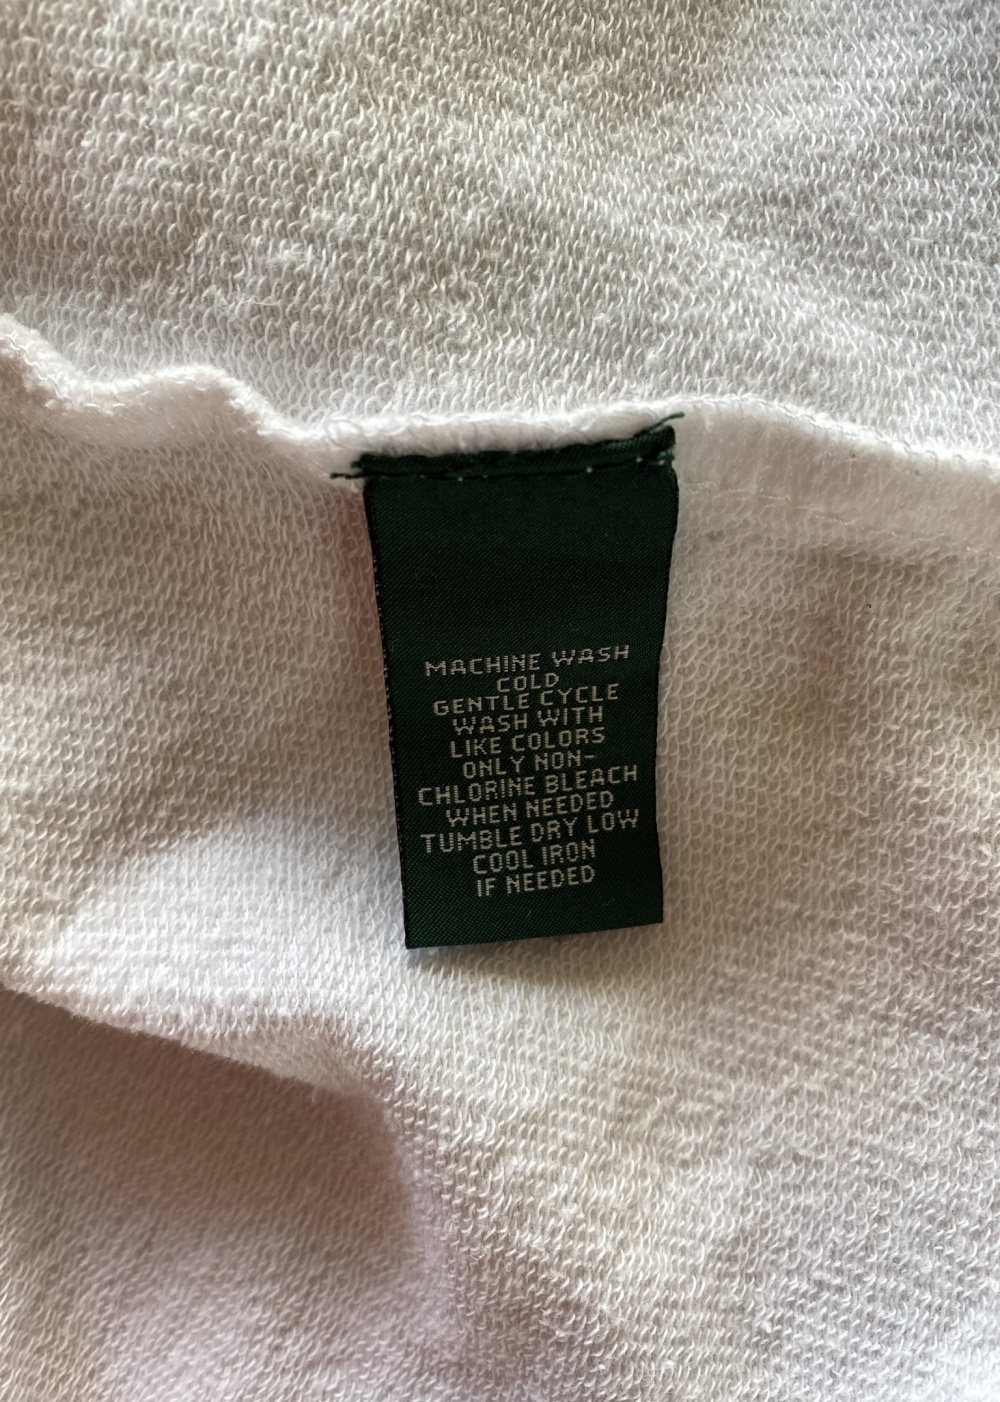 MACHINE WASH
COLD
GENTLE CYCLE
WASH WITH
LIKE COLORS
ONLY NON-
CHLORINE BLEACH
WHEN NEEDED
TUMBLE DRY LOW
COOL IRON
IF NEEDED